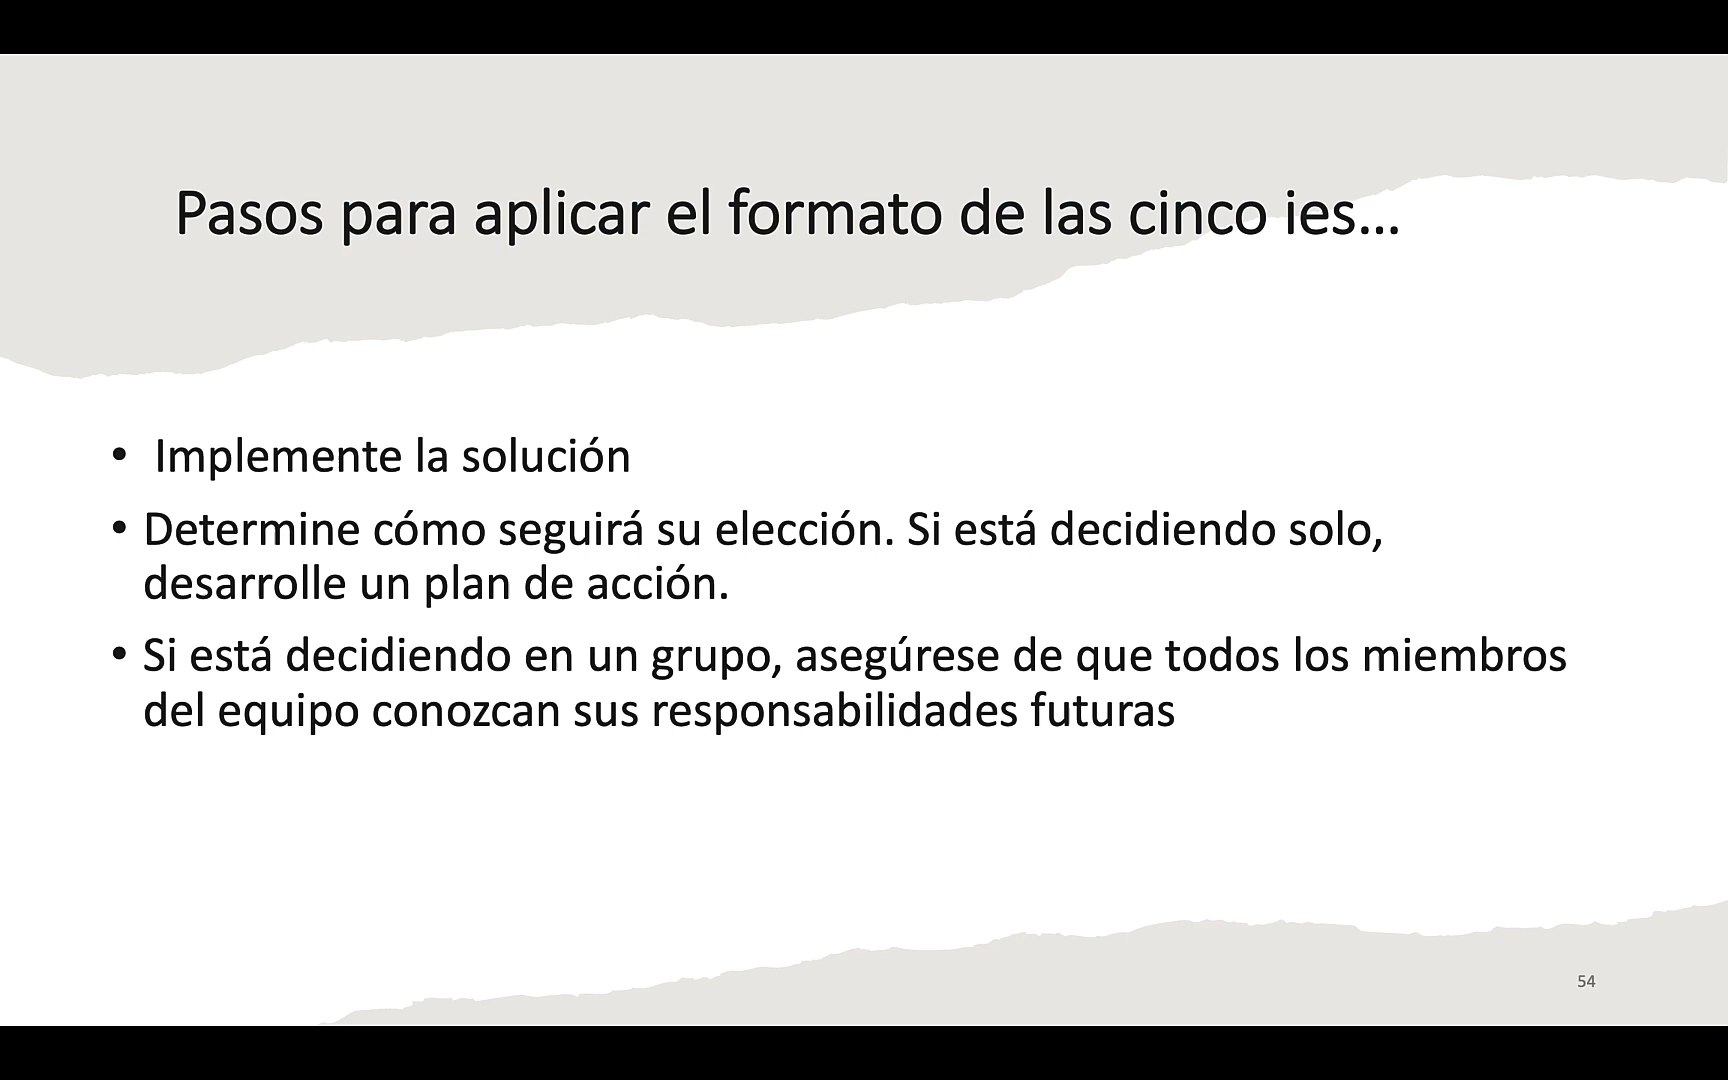 Pasos para aplicar el formato de las cinco ies…
• Implemente la solución
• Determine cómo seguirá su elección. Si está decidiendo solo,
desarrolle un plan de acción.
• Si está decidiendo en un grupo, asegúrese de que todos los miembros
del equipo conozcan sus responsabilidades futuras
54